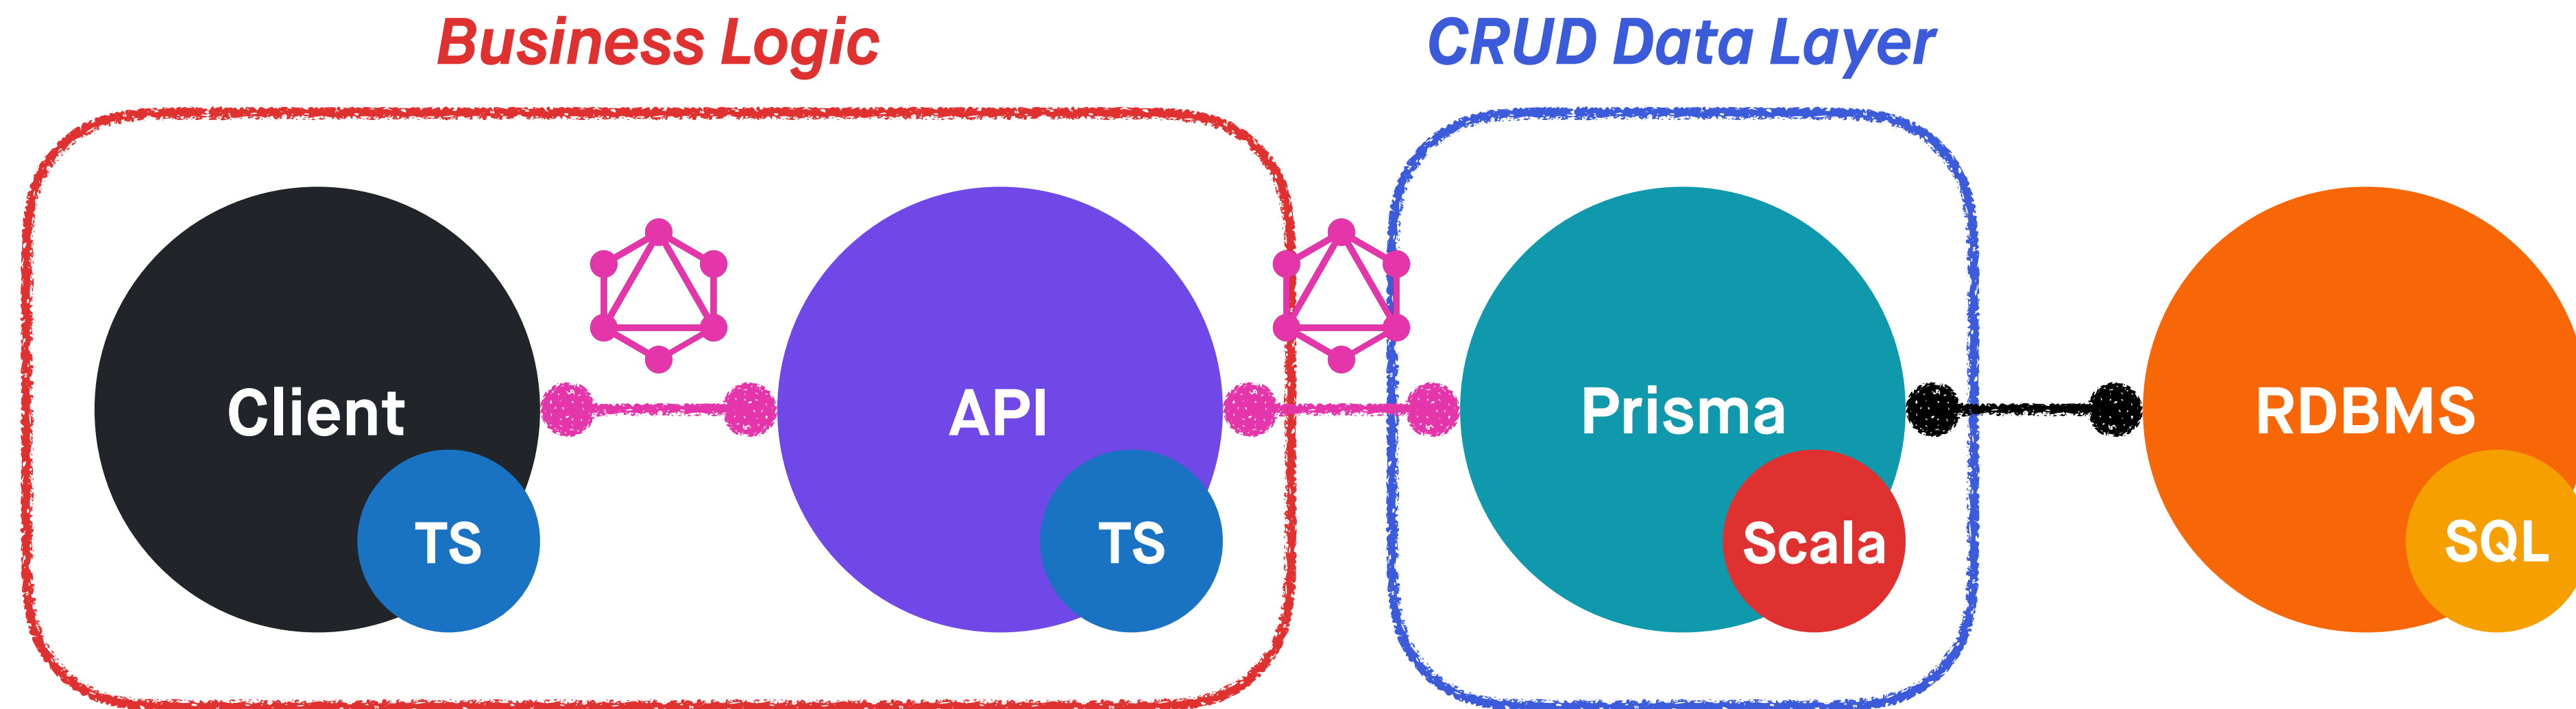 Business Logic
CRUD Data Layer
Client
TS
API
TS
Prisma
Scala
RDBMS
SQL